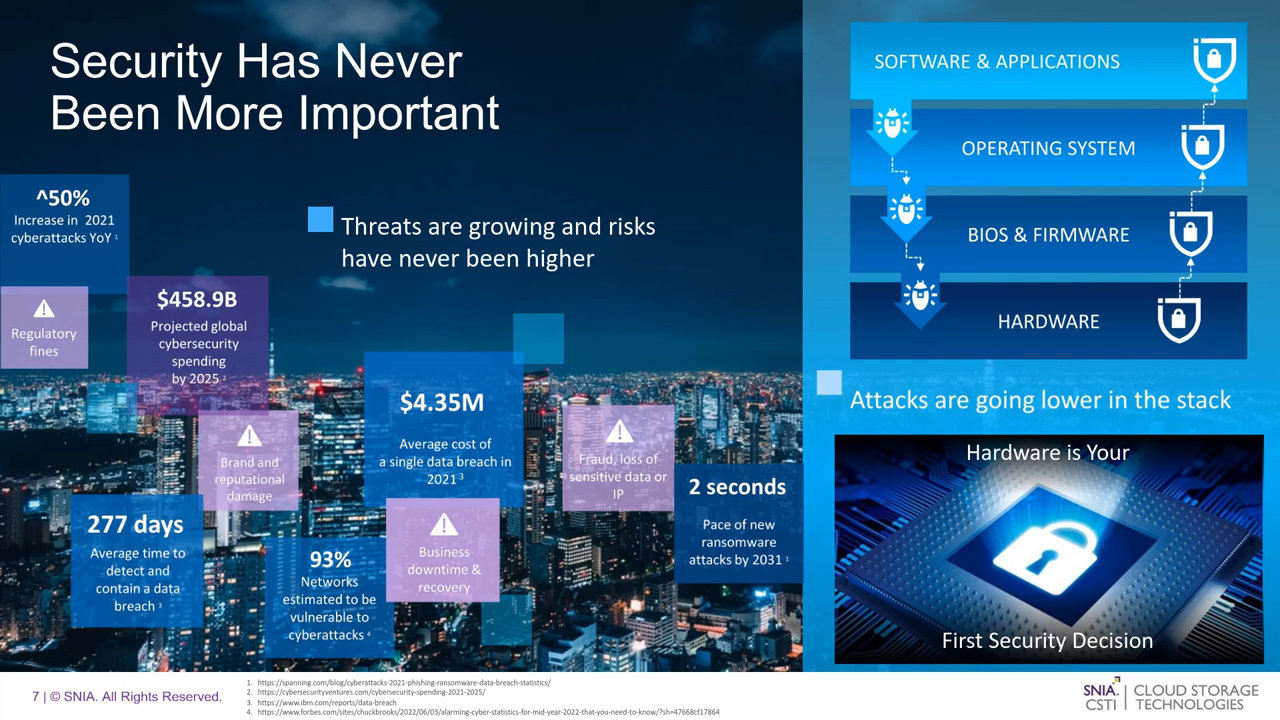 Security Has Never
Been More Important
^50%
Increase in 2021
cyberattacks YoY 1
Threats are growing and risks
have never been higher
Regulatory
fines
$458.9B
Projected global
cybersecurity
spending
by 2025 2
Brand and
reputational
damage
$4.35M
Average cost of
a single data breach in
2021 3
Fraud, loss of
sensitive data or
IP
2 seconds
Pace of new
ransomware
attacks by 2031 1
277 days
Average time to
detect and
contain a data
breach 3
93%
Networks
estimated to be
vulnerable to
cyberattacks 4
Business
downtime &
recovery
SOFTWARE & APPLICATIONS
OPERATING SYSTEM
BIOS & FIRMWARE
HARDWARE
Attacks are going lower in the stack
Hardware is Your
First Security Decision
7 | © SNIA. All Rights Reserved.
1. https://spanning.com/blog/cyberattacks-2021-phishing-ransomware-data-breach-statistics/
2. https://cybersecurityventures.com/cybersecurity-spending-2021-2025/
3. https://www.ibm.com/reports/data-breach
4. https://www.forbes.com/sites/chuckbrooks/2022/06/03/alarming-cyber-statistics-for-mid-year-2022-that-you-need-to-know/?sh=47668cf17864
SNIA.
CSTI
CLOUD STORAGE
TECHNOLOGIES